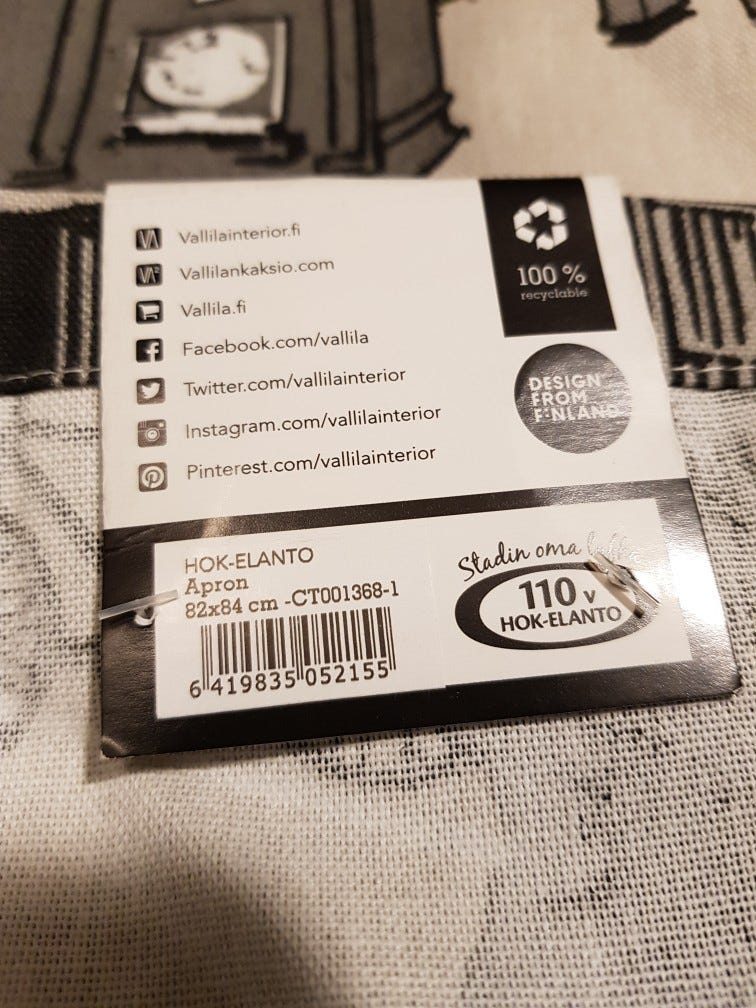 Vallilainterior.fi
Vallilankaksio.com
Vallila.fi
Facebook.com/vallila
Twitter.com/vallilainterior
Instagram.com/vallilainterior
Pinterest.com/vallilainterior
100 %
recyclable
DESIGN
FROM
FINLAND
HOK-ELANTO
Apron
82x84 cm -CT001368-1
6 419835 052155
Stadin oma
110 v
HOK-ELANTO